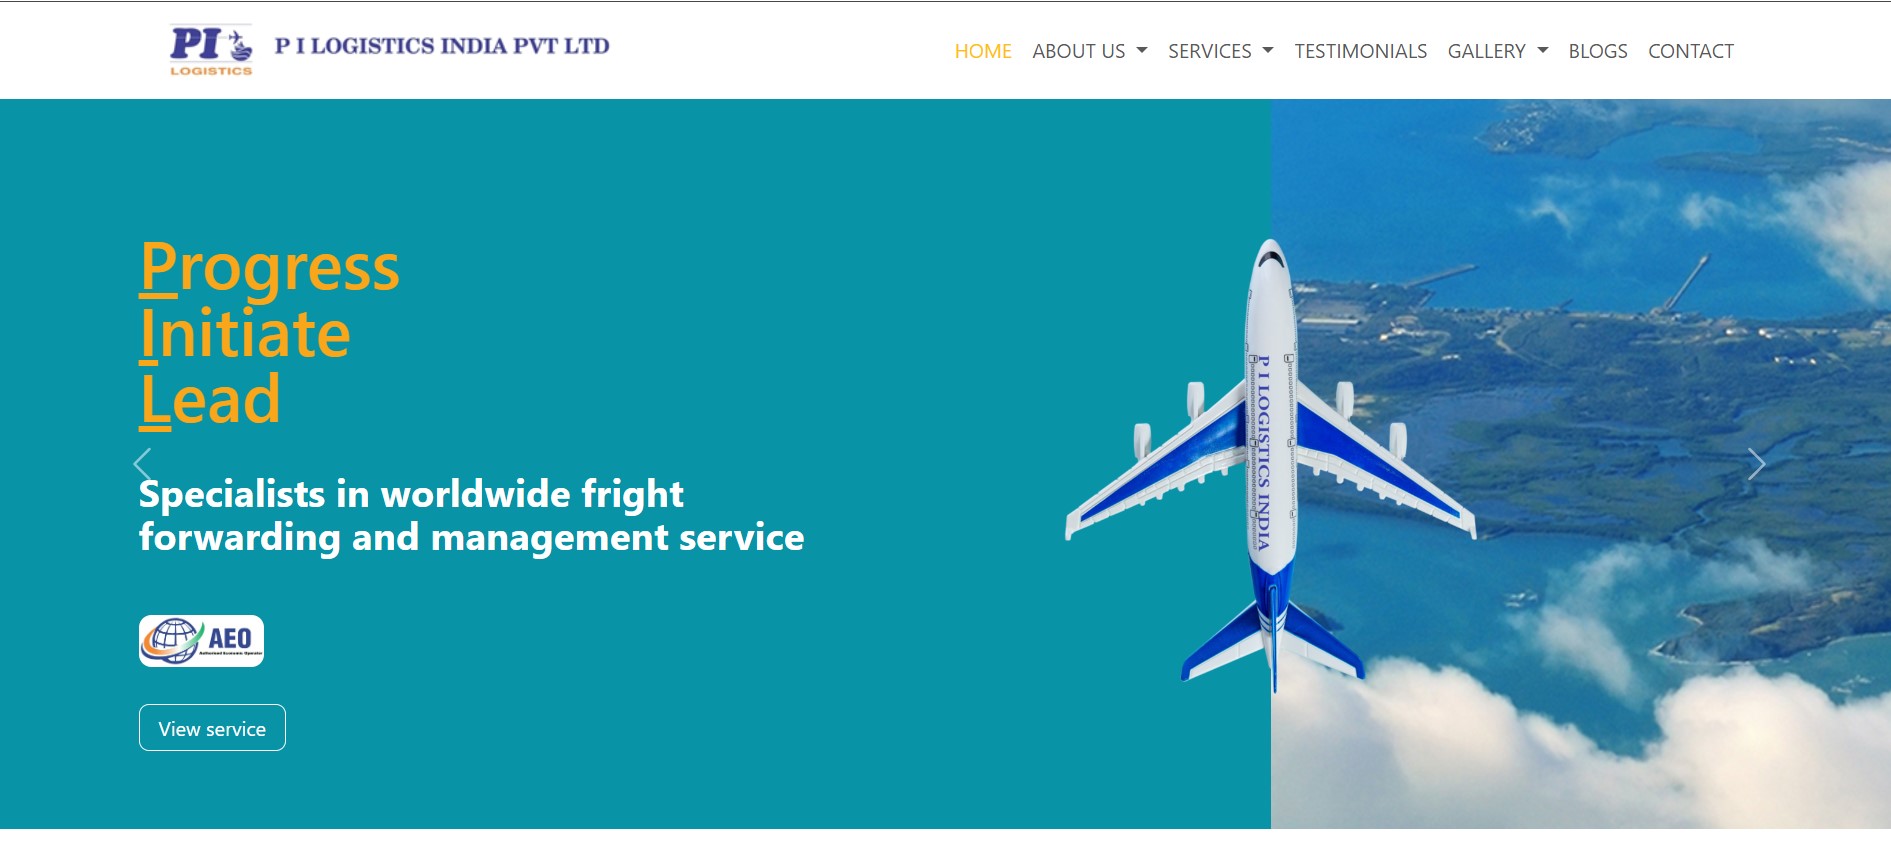 PI
LOGISTICS
P I LOGISTICS INDIA PVT LTD
HOME ABOUT US SERVICES TESTIMONIALS GALLERY BLOGS CONTACT
Progress
Initiate
Lead
Specialists in worldwide fright
forwarding and management service
P I LOGISTICS INDIA
AEO
Authorised Economic Operator
View service